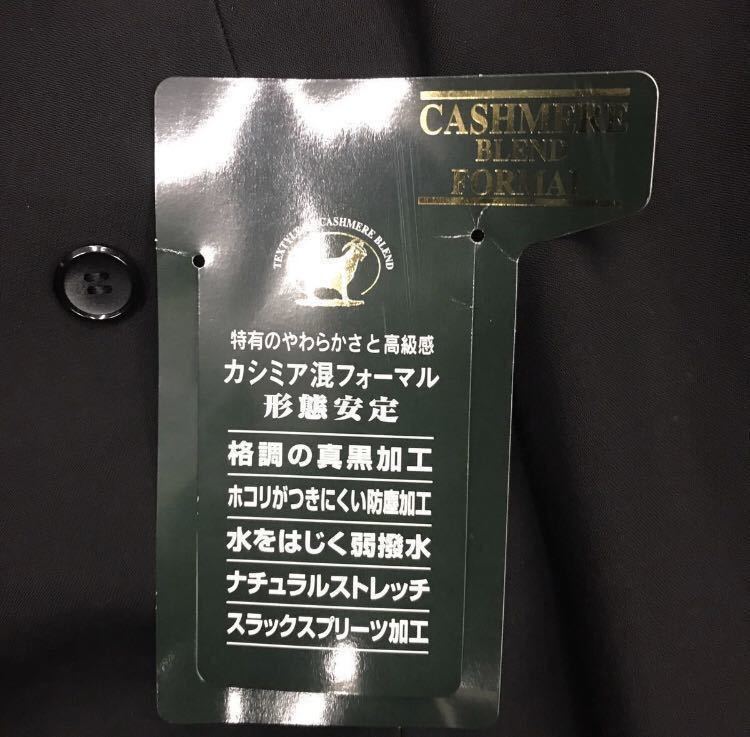 CASHMERE
BLEND
FORMAL
CASHMERE BLEND
特有のやわらかさと高級感
カシミア混フォーマル
形態安定
格調の真黒加工
ホコリがつきにくい防塵加工
水をはじく弱撥水
ナチュラルストレッチ
スラックスプリーツ加工